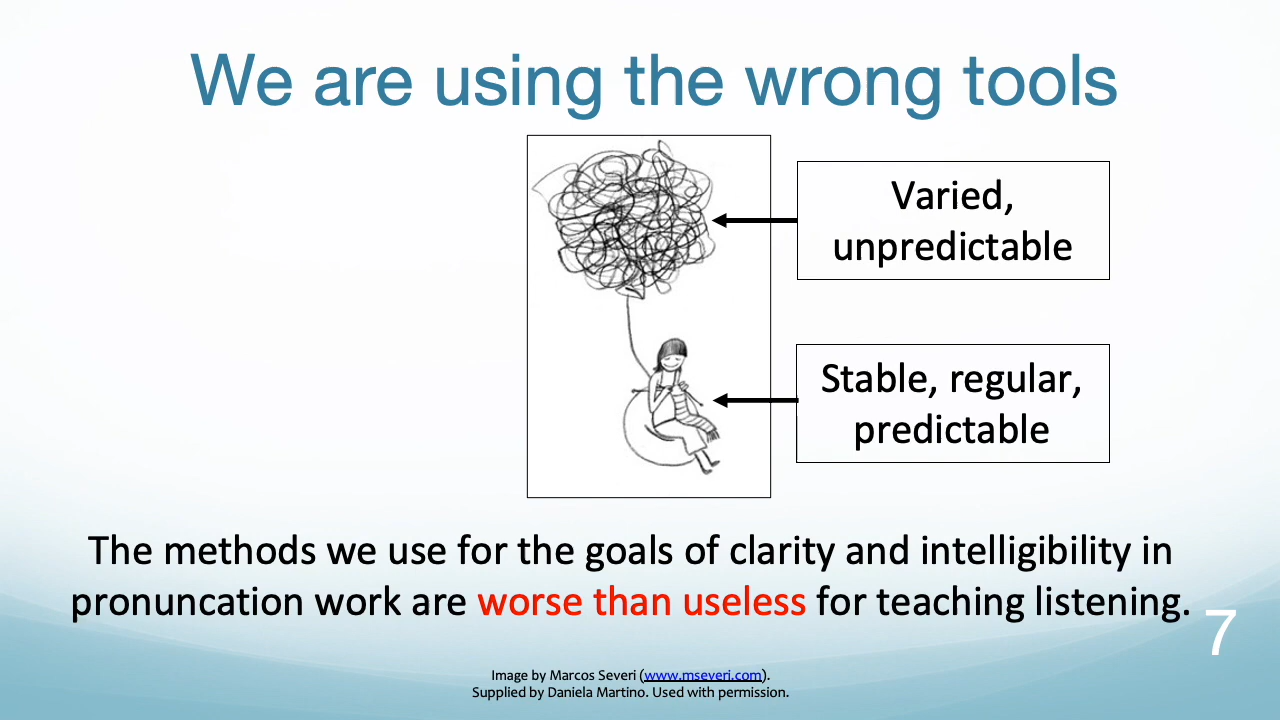 We are using the wrong tools
Varied,
unpredictable
Stable, regular,
predictable
The methods we use for the goals of clarity and intelligibility in
pronuncation work are worse than useless for teaching listening.
7
Image by Marcos Severi (www.mseveri.com).
Supplied by Daniela Martino. Used with permission.